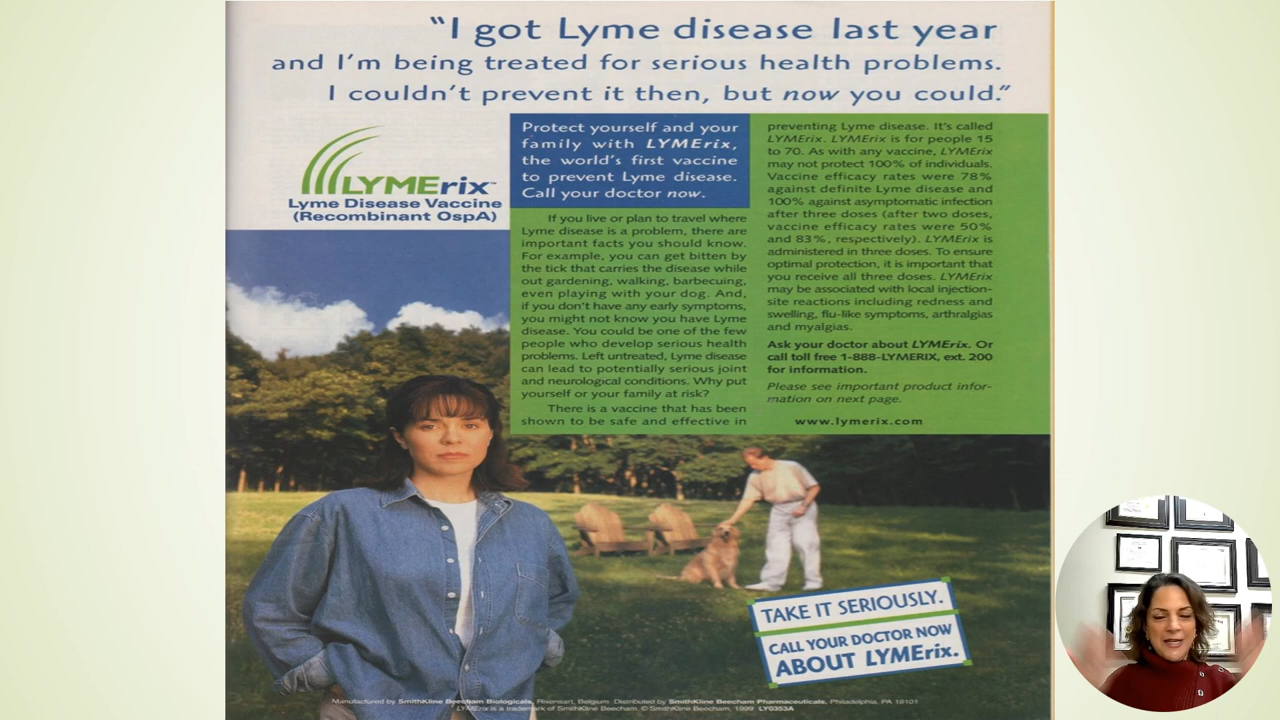 “I got Lyme disease last year
and I’m being treated for serious health problems.
I couldn’t prevent it then, but now you could.”
LYMErix™
Lyme Disease Vaccine
(Recombinant OspA)
Protect yourself and your
family with LYMErix,
the world’s first vaccine
to prevent Lyme disease.
Call your doctor now.
If you live or plan to travel where
Lyme disease is a problem, there are
important facts you should know.
For example, you can get bitten by
the tick that carries the disease while
out gardening, walking, barbecuing,
even playing with your dog. And,
if you don’t have any early symptoms,
you might not know you have Lyme
disease. You could be one of the few
people who develop serious health
problems. Left untreated, Lyme disease
can lead to potentially serious joint
and neurological conditions. Why put
yourself or your family at risk?
There is a vaccine that has been
shown to be safe and effective in
preventing Lyme disease. It’s called
LYMErix. LYMErix is for people 15
to 70. As with any vaccine, LYMErix
may not protect 100% of individuals.
Vaccine efficacy rates were 78%
against definite Lyme disease and
100% against asymptomatic infection
after three doses (after two doses,
vaccine efficacy rates were 50%
and 83%, respectively). LYMErix is
administered in three doses. To ensure
optimal protection, it is important that
you receive all three doses. LYMErix
may be associated with local injection-
site reactions including redness and
swelling, flu-like symptoms, arthralgias
and myalgias.
Ask your doctor about LYMErix. Or
call toll free 1-888-LYMERIX, ext. 200
for information.
Please see important product infor-
mation on next page.
www.lymerix.com
TAKE IT SERIOUSLY.
CALL YOUR DOCTOR NOW
ABOUT LYMErix.
Manufactured by SmithKline Beecham Biologicals, Rixensart, Belgium. Distributed by SmithKline Beecham Pharmaceuticals, Philadelphia, PA 19101
LYMErix is a trademark of SmithKline Beecham. © SmithKline Beecham, 1999 LY0353A